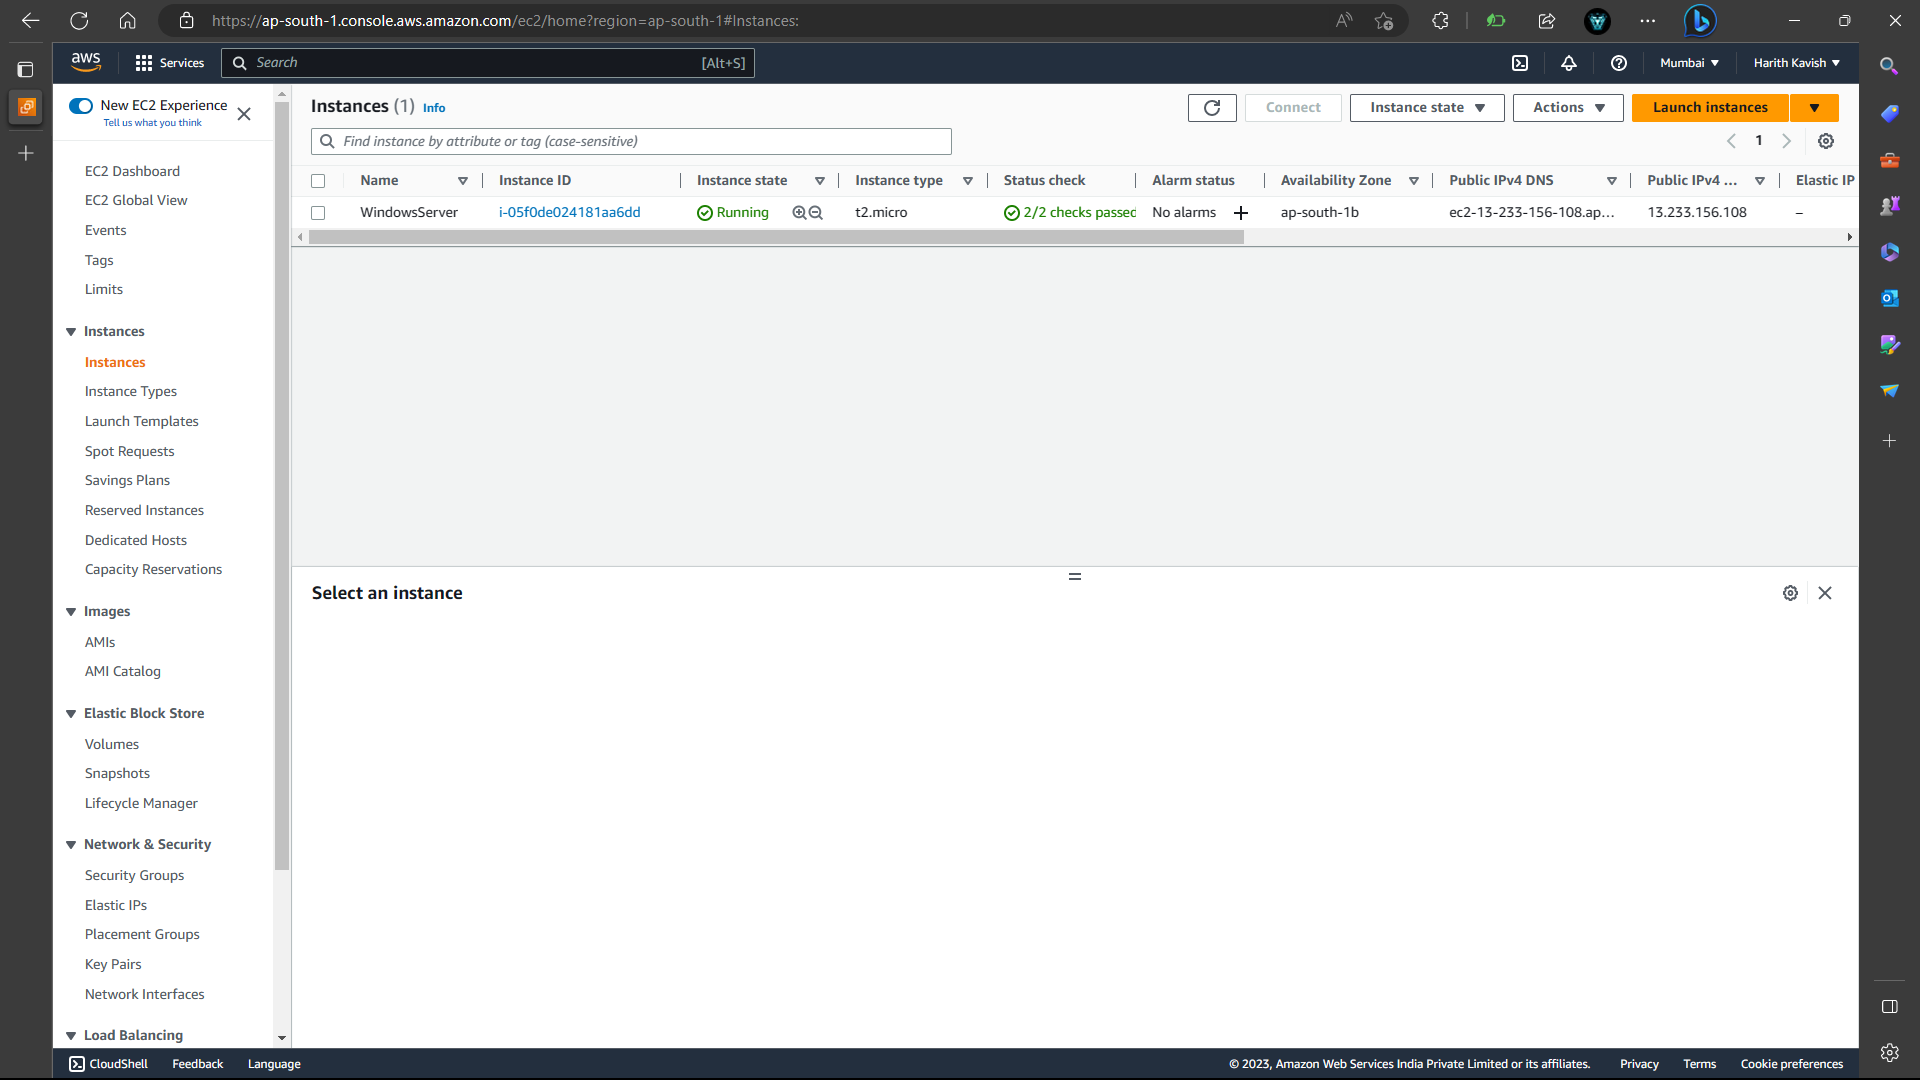 https://ap-south-1.console.aws.amazon.com/ec2/home?region=ap-south-1#Instances:
aws
Services
Search
[Alt+S]
Mumbai
Harith Kavish
New EC2 Experience
Tell us what you think
EC2 Dashboard
EC2 Global View
Events
Tags
Limits
Instances
Instances
Instance Types
Launch Templates
Spot Requests
Savings Plans
Reserved Instances
Dedicated Hosts
Capacity Reservations
Images
AMIs
AMI Catalog
Elastic Block Store
Volumes
Snapshots
Lifecycle Manager
Network & Security
Security Groups
Elastic IPs
Placement Groups
Key Pairs
Network Interfaces
Load Balancing
Instances (1) Info
Connect
Instance state
Actions
Launch instances
Find instance by attribute or tag (case-sensitive)
1
Name Instance ID Instance state Instance type Status check Alarm status Availability Zone Public IPv4 DNS Public IPv4 ... Elastic IP
WindowsServer i-05f0de024181aa6dd Running t2.micro 2/2 checks passed No alarms + ap-south-1b ec2-13-233-156-108.ap... 13.233.156.108 –
Select an instance
CloudShell Feedback Language
© 2023, Amazon Web Services India Private Limited or its affiliates. Privacy Terms Cookie preferences